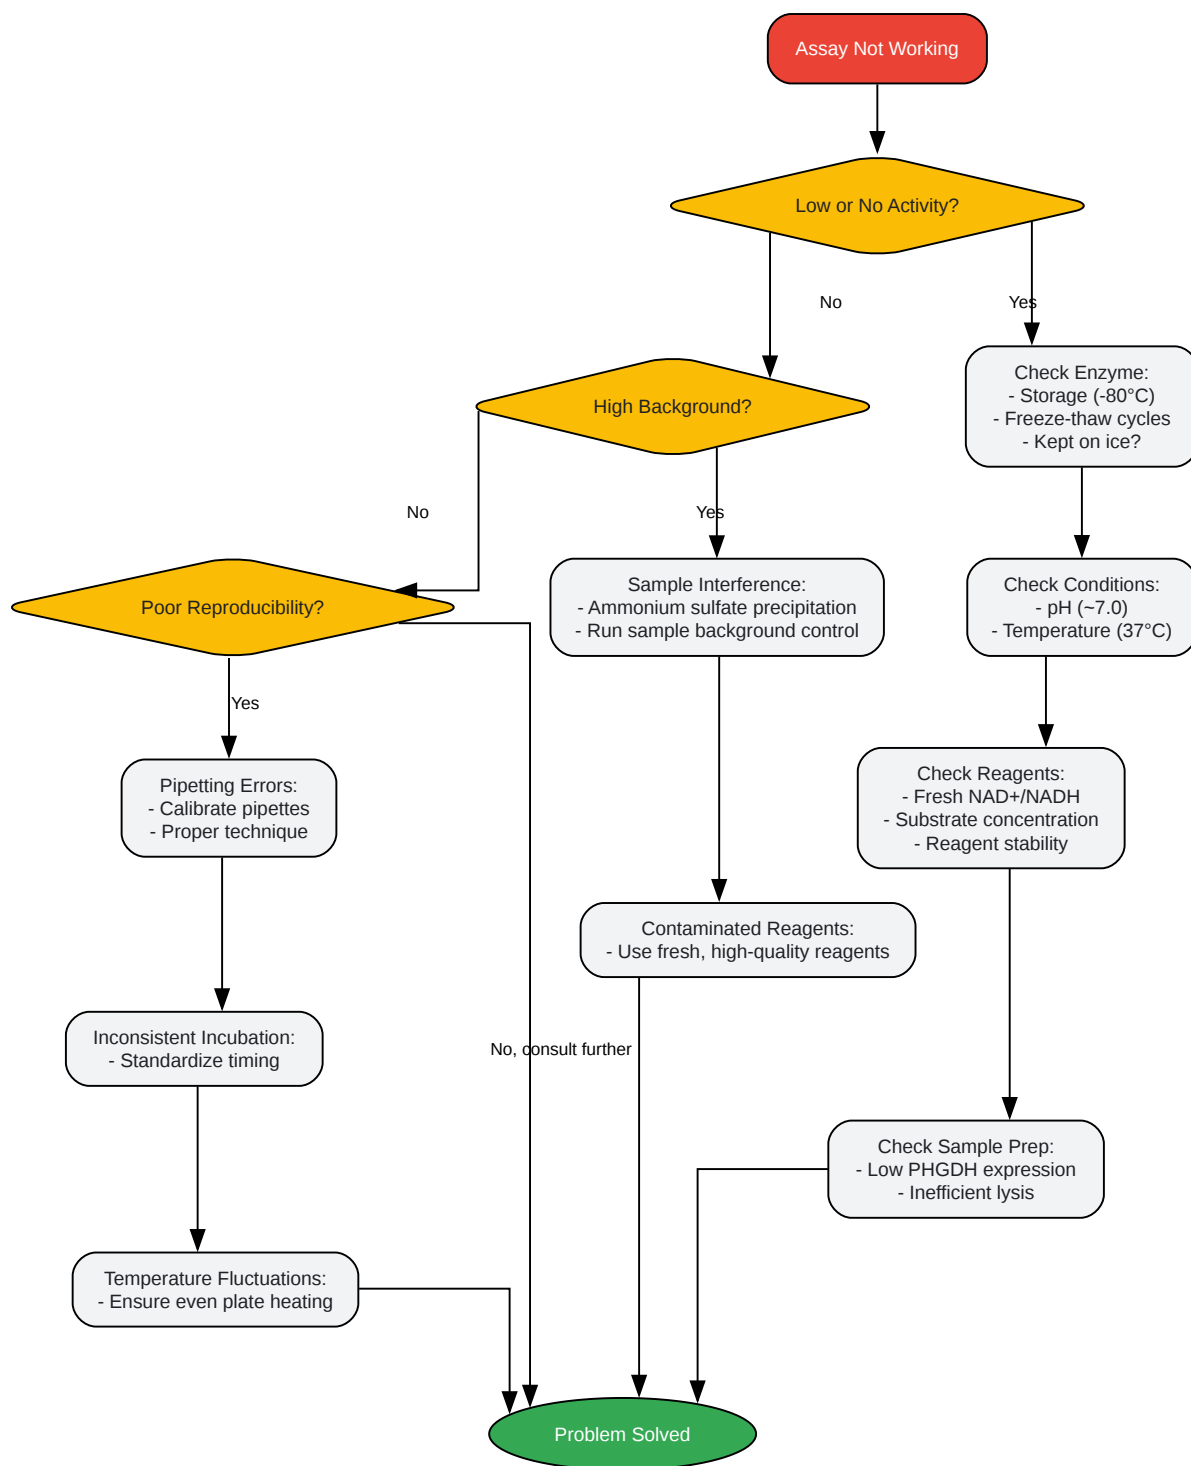 Assay Not Working
Low or No Activity?
No
Yes
Check Enzyme:
- Storage (-80°C)
- Freeze-thaw cycles
- Kept on ice?
High Background?
No
Yes
Check Conditions:
- pH (~7.0)
- Temperature (37°C)
Sample Interference:
- Ammonium sulfate precipitation
- Run sample background control
Poor Reproducibility?
Yes
Pipetting Errors:
- Calibrate pipettes
- Proper technique
Check Reagents:
- Fresh NAD+/NADH
- Substrate concentration
- Reagent stability
Contaminated Reagents:
- Use fresh, high-quality reagents
Inconsistent Incubation:
- Standardize timing
No, consult further
Check Sample Prep:
- Low PHGDH expression
- Inefficient lysis
Temperature Fluctuations:
- Ensure even plate heating
Problem Solved